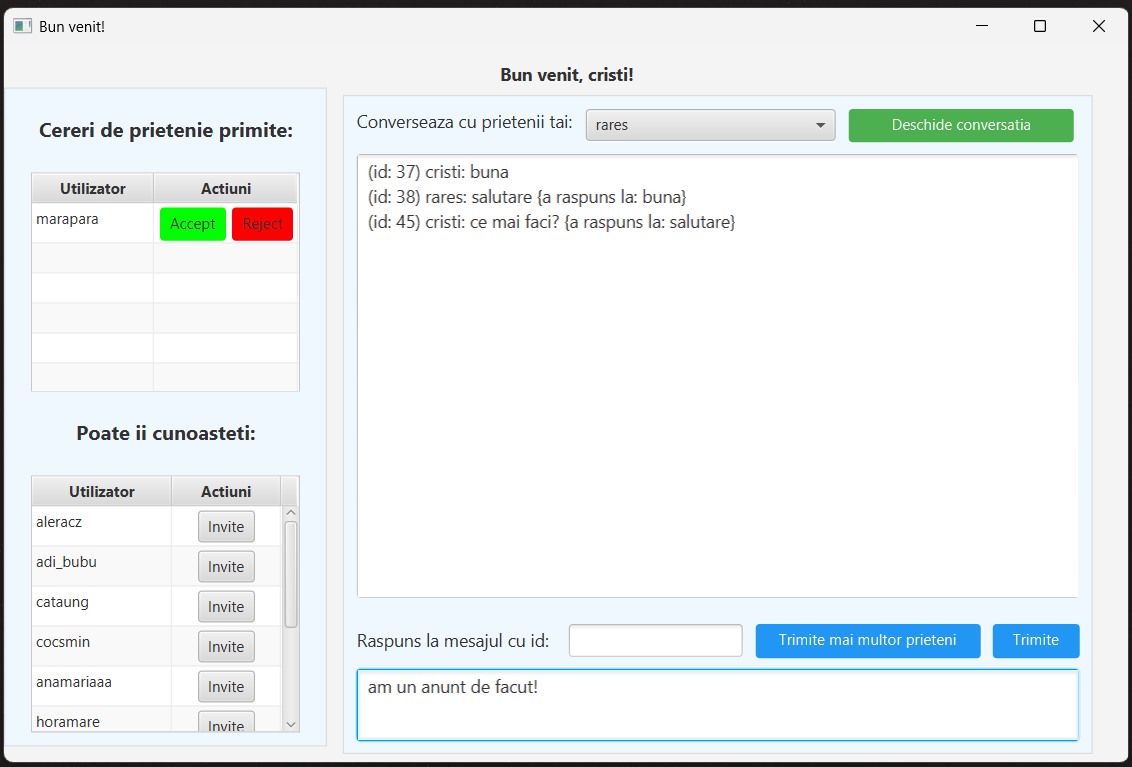 Bun venit!
Bun venit, cristi!
Cereri de prietenie primite:
Utilizator Actiuni
marapara Accept Reject
Poate ii cunoasteti:
Utilizator Actiuni
aleracz Invite
adi_bubu Invite
cataung Invite
cocsmin Invite
anamariaaa Invite
horamare Invite
Converseaza cu prietenii tai: rares Deschide conversatia
(id: 37) cristi: buna
(id: 38) rares: salutare {a raspuns la: buna}
(id: 45) cristi: ce mai faci? {a raspuns la: salutare}
Raspuns la mesajul cu id: Trimite mai multor prieteni Trimite
am un anunt de facut!